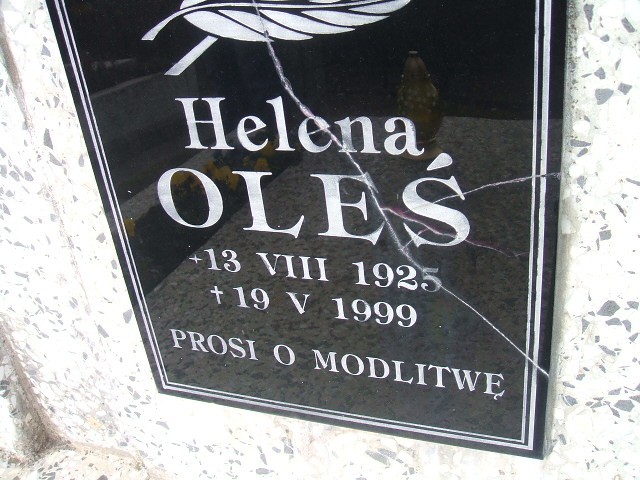 Helena
OLEŚ
+13 VIII 1925
†19 V 1999
PROSI O MODLITWĘ